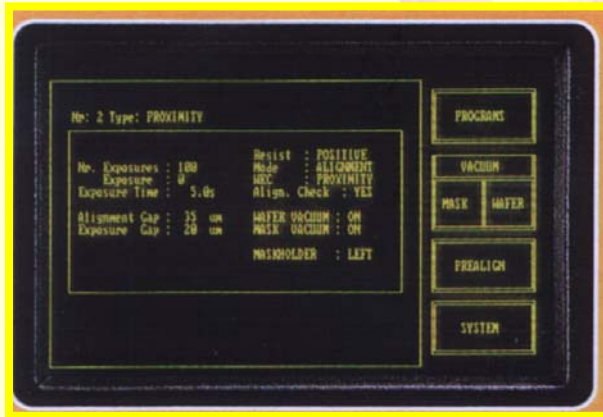 Nr: 2 Type: PROXIMITY
Nr. Exposures : 100
Exposure : 0
Exposure Time : 5.0s
Alignment Gap : 35 um
Exposure Gap : 20 um
Resist : POSITIVE
Mode : ALIGNMENT
WEC : PROXIMITY
Align. Check : YES
WAFER VACUUM : ON
MASK VACUUM : ON
MASKHOLDER : LEFT
PROGRAMS
VACUUM
MASK WAFER
PREALIGN
SYSTEM